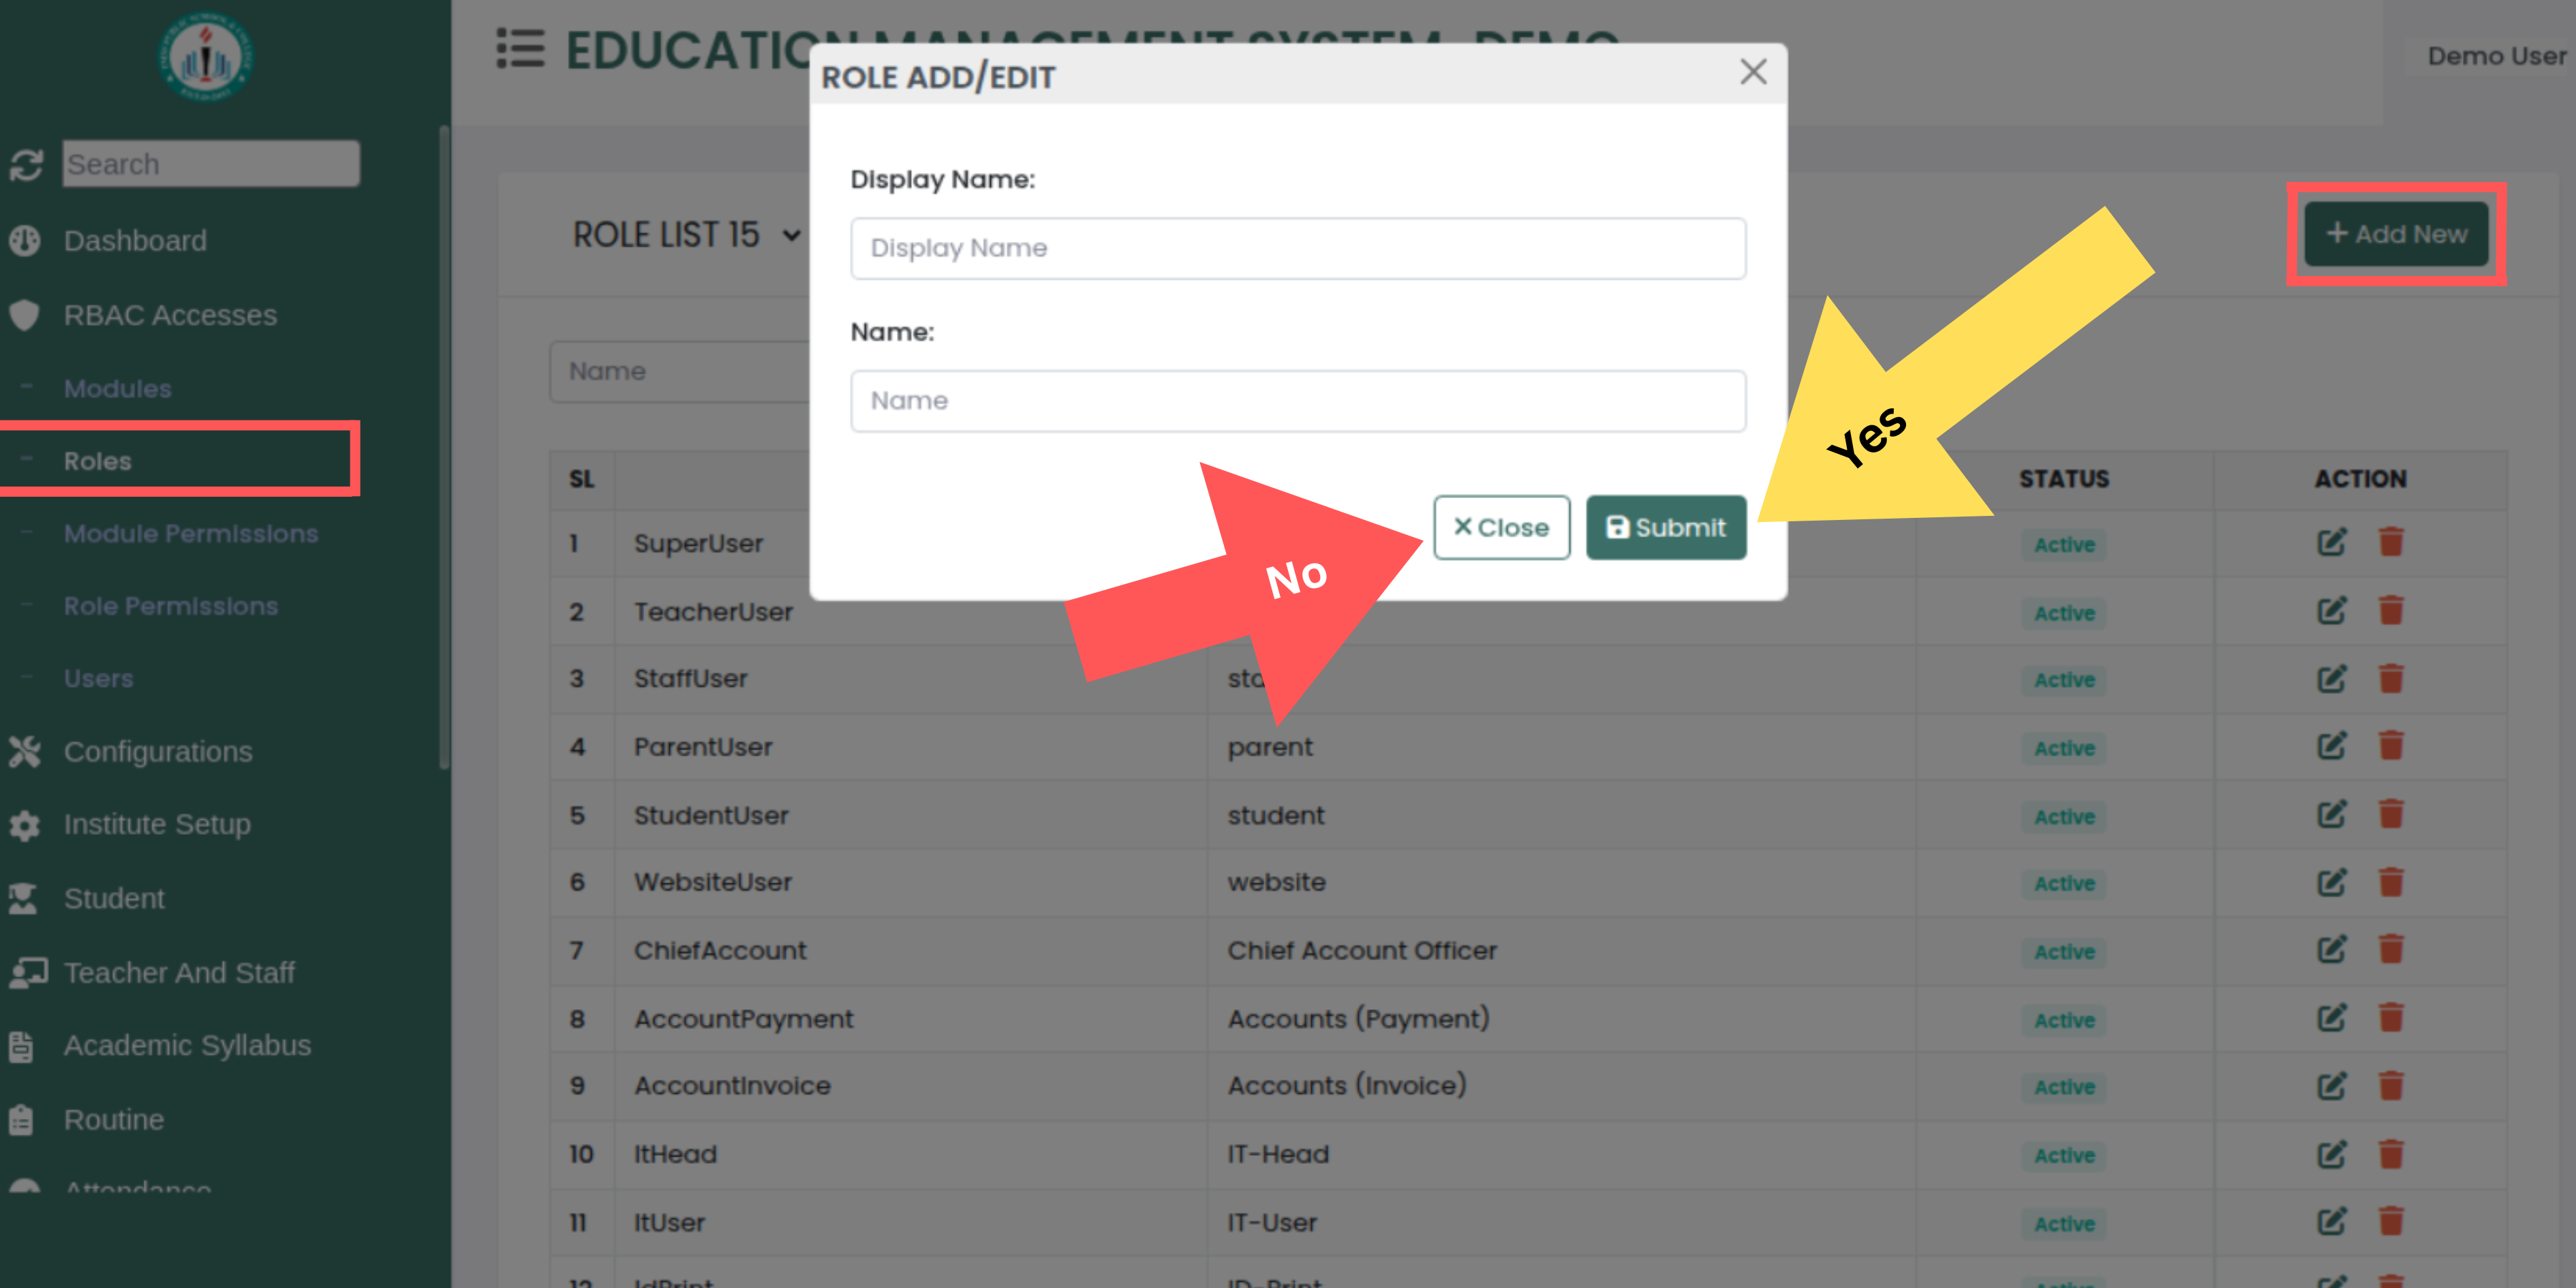 EDUCATION MANAGEMENT SYSTEM-DEMO
Demo User
ROLE ADD/EDIT
Display Name:
Display Name
Name:
Name
Close
Submit
Yes
No
Search
Dashboard
RBAC Accesses
Modules
Roles
Module Permissions
Role Permissions
Users
Configurations
Institute Setup
Student
Teacher And Staff
Academic Syllabus
Routine
Attendance
ROLE LIST 15
+ Add New
Name
SL STATUS ACTION
1 SuperUser Active
2 TeacherUser Active
3 StaffUser Active
4 ParentUser parent Active
5 StudentUser student Active
6 WebsiteUser website Active
7 ChiefAccount Chief Account Officer Active
8 AccountPayment Accounts (Payment) Active
9 AccountInvoice Accounts (Invoice) Active
10 ItHead IT-Head Active
11 ItUser IT-User Active
12 IdPrint ID-Print Active